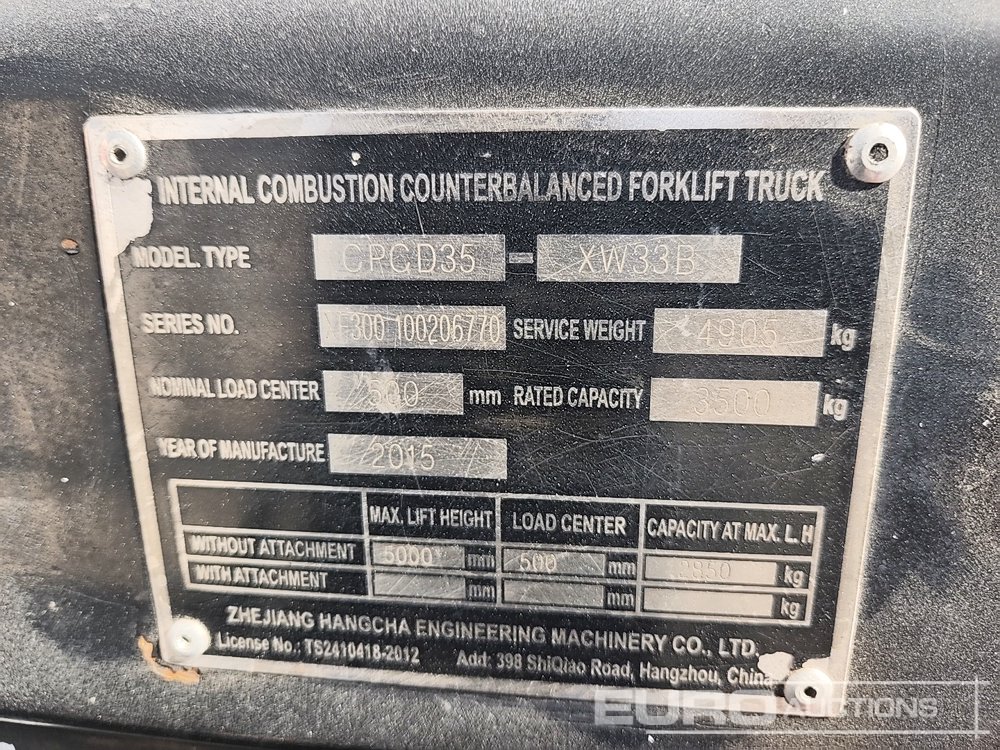 INTERNAL COMBUSTION COUNTERBALANCED FORKLIFT TRUCK
MODEL. TYPE CPCD35 - XW33B
SERIES NO. 100206770 SERVICE WEIGHT 4905 kg
NOMINAL LOAD CENTER 500 mm RATED CAPACITY 3500 kg
YEAR OF MANUFACTURE 2015
MAX. LIFT HEIGHT LOAD CENTER CAPACITY AT MAX. L. H
WITHOUT ATTACHMENT 5000 mm 500 mm 2850 kg
WITH ATTACHMENT mm mm kg
ZHEJIANG HANGCHA ENGINEERING MACHINERY CO., LTD.
License No.: TS2410418-2012 Add: 398 ShiQiao Road, Hangzhou, China
EURO AUCTIONS